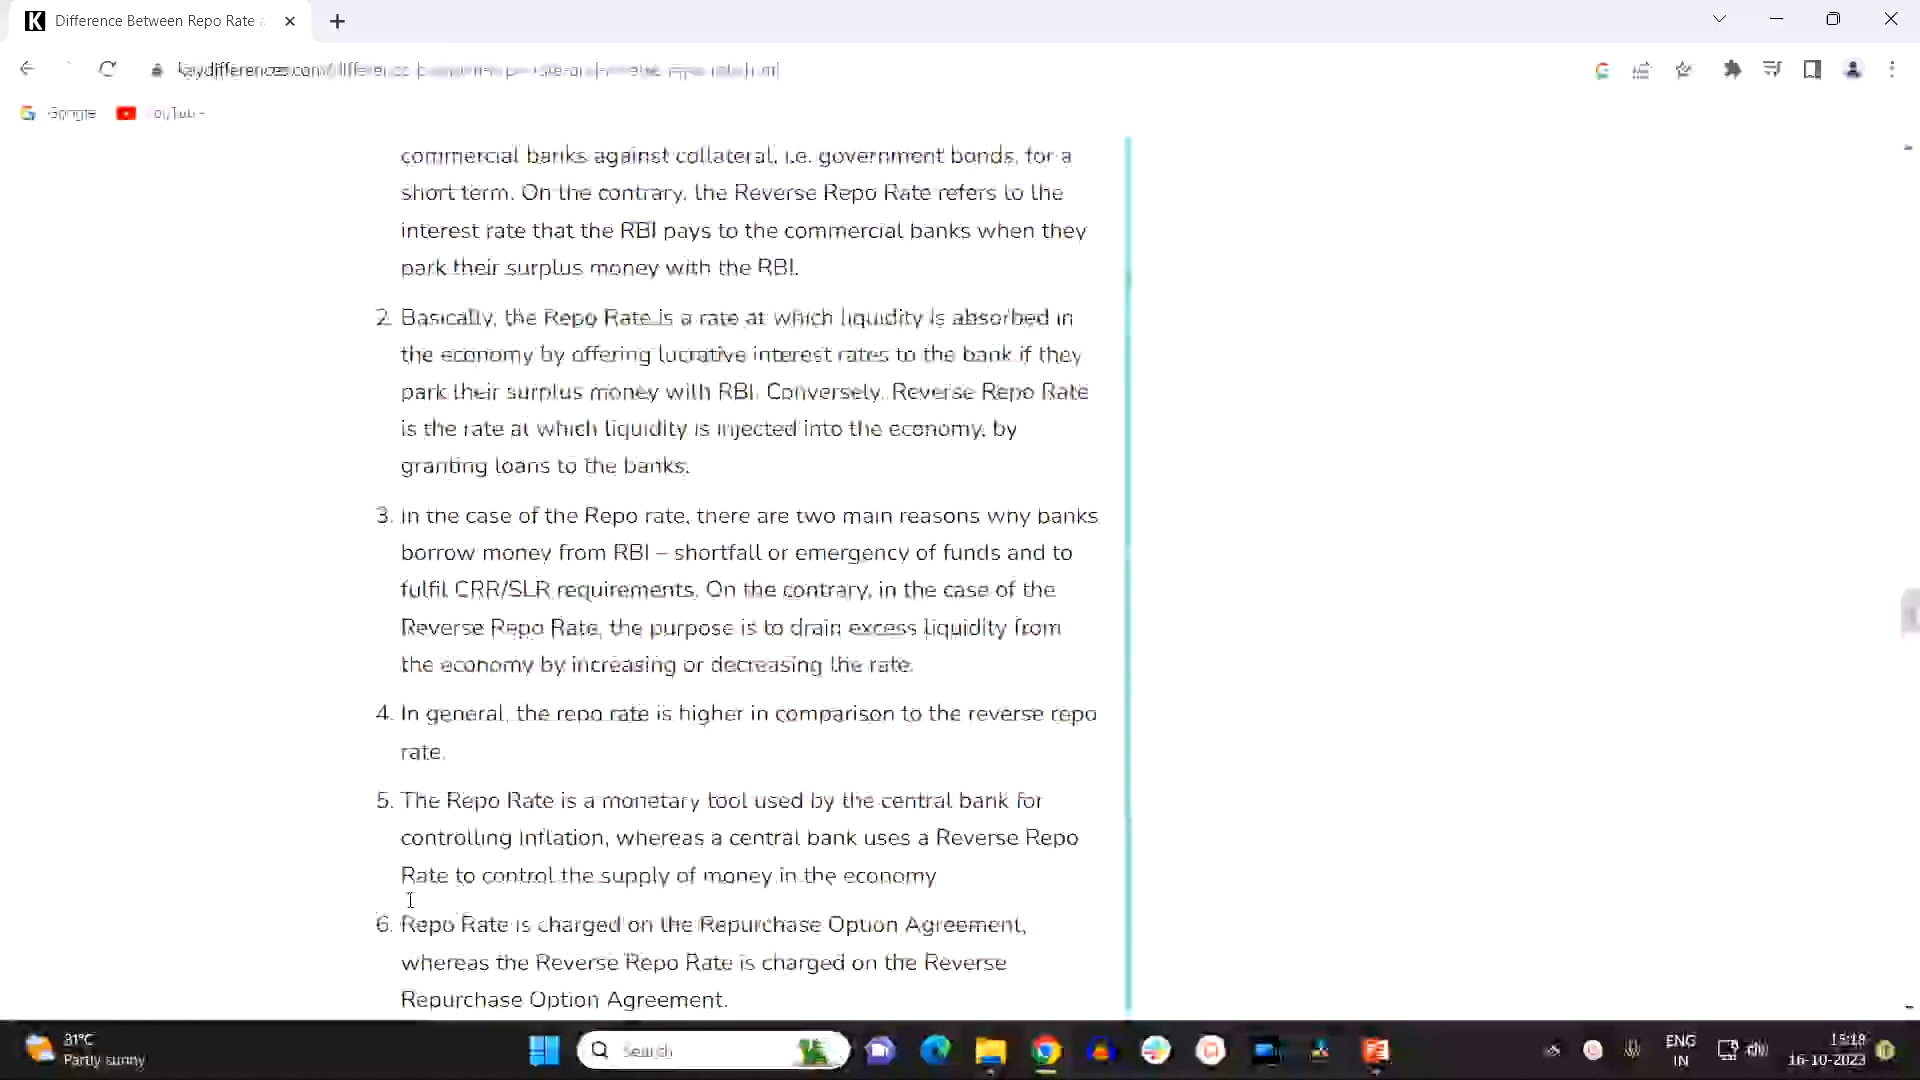 Difference Between Repo Rate a
Google
commercial banks against collateral, i.e. government bonds, for a
short term. On the contrary, the Reverse Repo Rate refers to the
interest rate that the RBI pays to the commercial banks when they
park their surplus money with the RBI.
2. Basically, the Repo Rate is a rate at which liquidity is absorbed in
the economy by offering lucrative interest rates to the bank if they
park their surplus money with RBI. Conversely, Reverse Repo Rate
is the rate at which liquidity is injected into the economy, by
granting loans to the banks.
3. In the case of the Repo rate, there are two main reasons why banks
borrow money from RBI – shortfall or emergency of funds and to
fulfil CRR/SLR requirements. On the contrary, in the case of the
Reverse Repo Rate, the purpose is to drain excess liquidity from
the economy by increasing or decreasing the rate.
4. In general, the repo rate is higher in comparison to the reverse repo
rate.
5. The Repo Rate is a monetary tool used by the central bank for
controlling Inflation, whereas a central bank uses a Reverse Repo
Rate to control the supply of money in the economy
6. Repo Rate is charged on the Repurchase Option Agreement,
whereas the Reverse Repo Rate is charged on the Reverse
Repurchase Option Agreement.
31°C
Partly sunny
Search
ENG
IN
15:18
16-10-2023